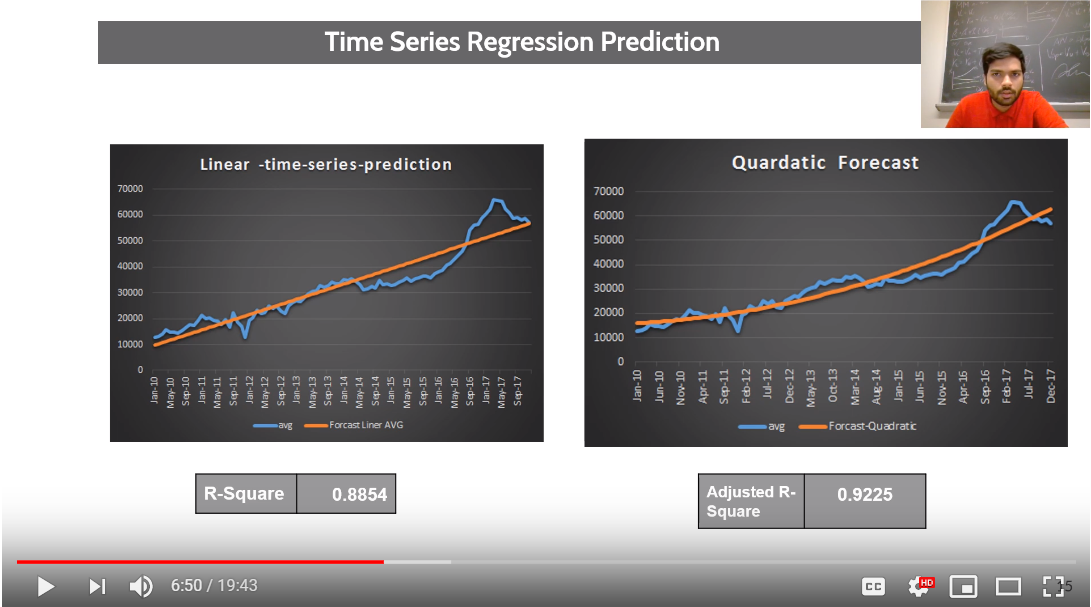 Time Series Regression Prediction
Linear -time-series-prediction
70000
60000
50000
40000
30000
20000
10000
0
Jan-10
May-10
Sep-10
Jan-11
May-11
Sep-11
Jan-12
May-12
Sep-12
Jan-13
May-13
Sep-13
Jan-14
May-14
Sep-14
Jan-15
May-15
Sep-15
Jan-16
May-16
Sep-16
Jan-17
May-17
Sep-17
avg Forcast Liner AVG
Quardatic Forecast
70000
60000
50000
40000
30000
20000
10000
0
Jan-10
Jun-10
Nov-10
Apr-11
Sep-11
Feb-12
Jul-12
Dec-12
May-13
Oct-13
Mar-14
Aug-14
Jan-15
Jun-15
Nov-15
Apr-16
Sep-16
Feb-17
Jul-17
Dec-17
avg Forcast-Quadratic
R-Square 0.8854
Adjusted R-
Square 0.9225
6:50 / 19:43
CC HD 5